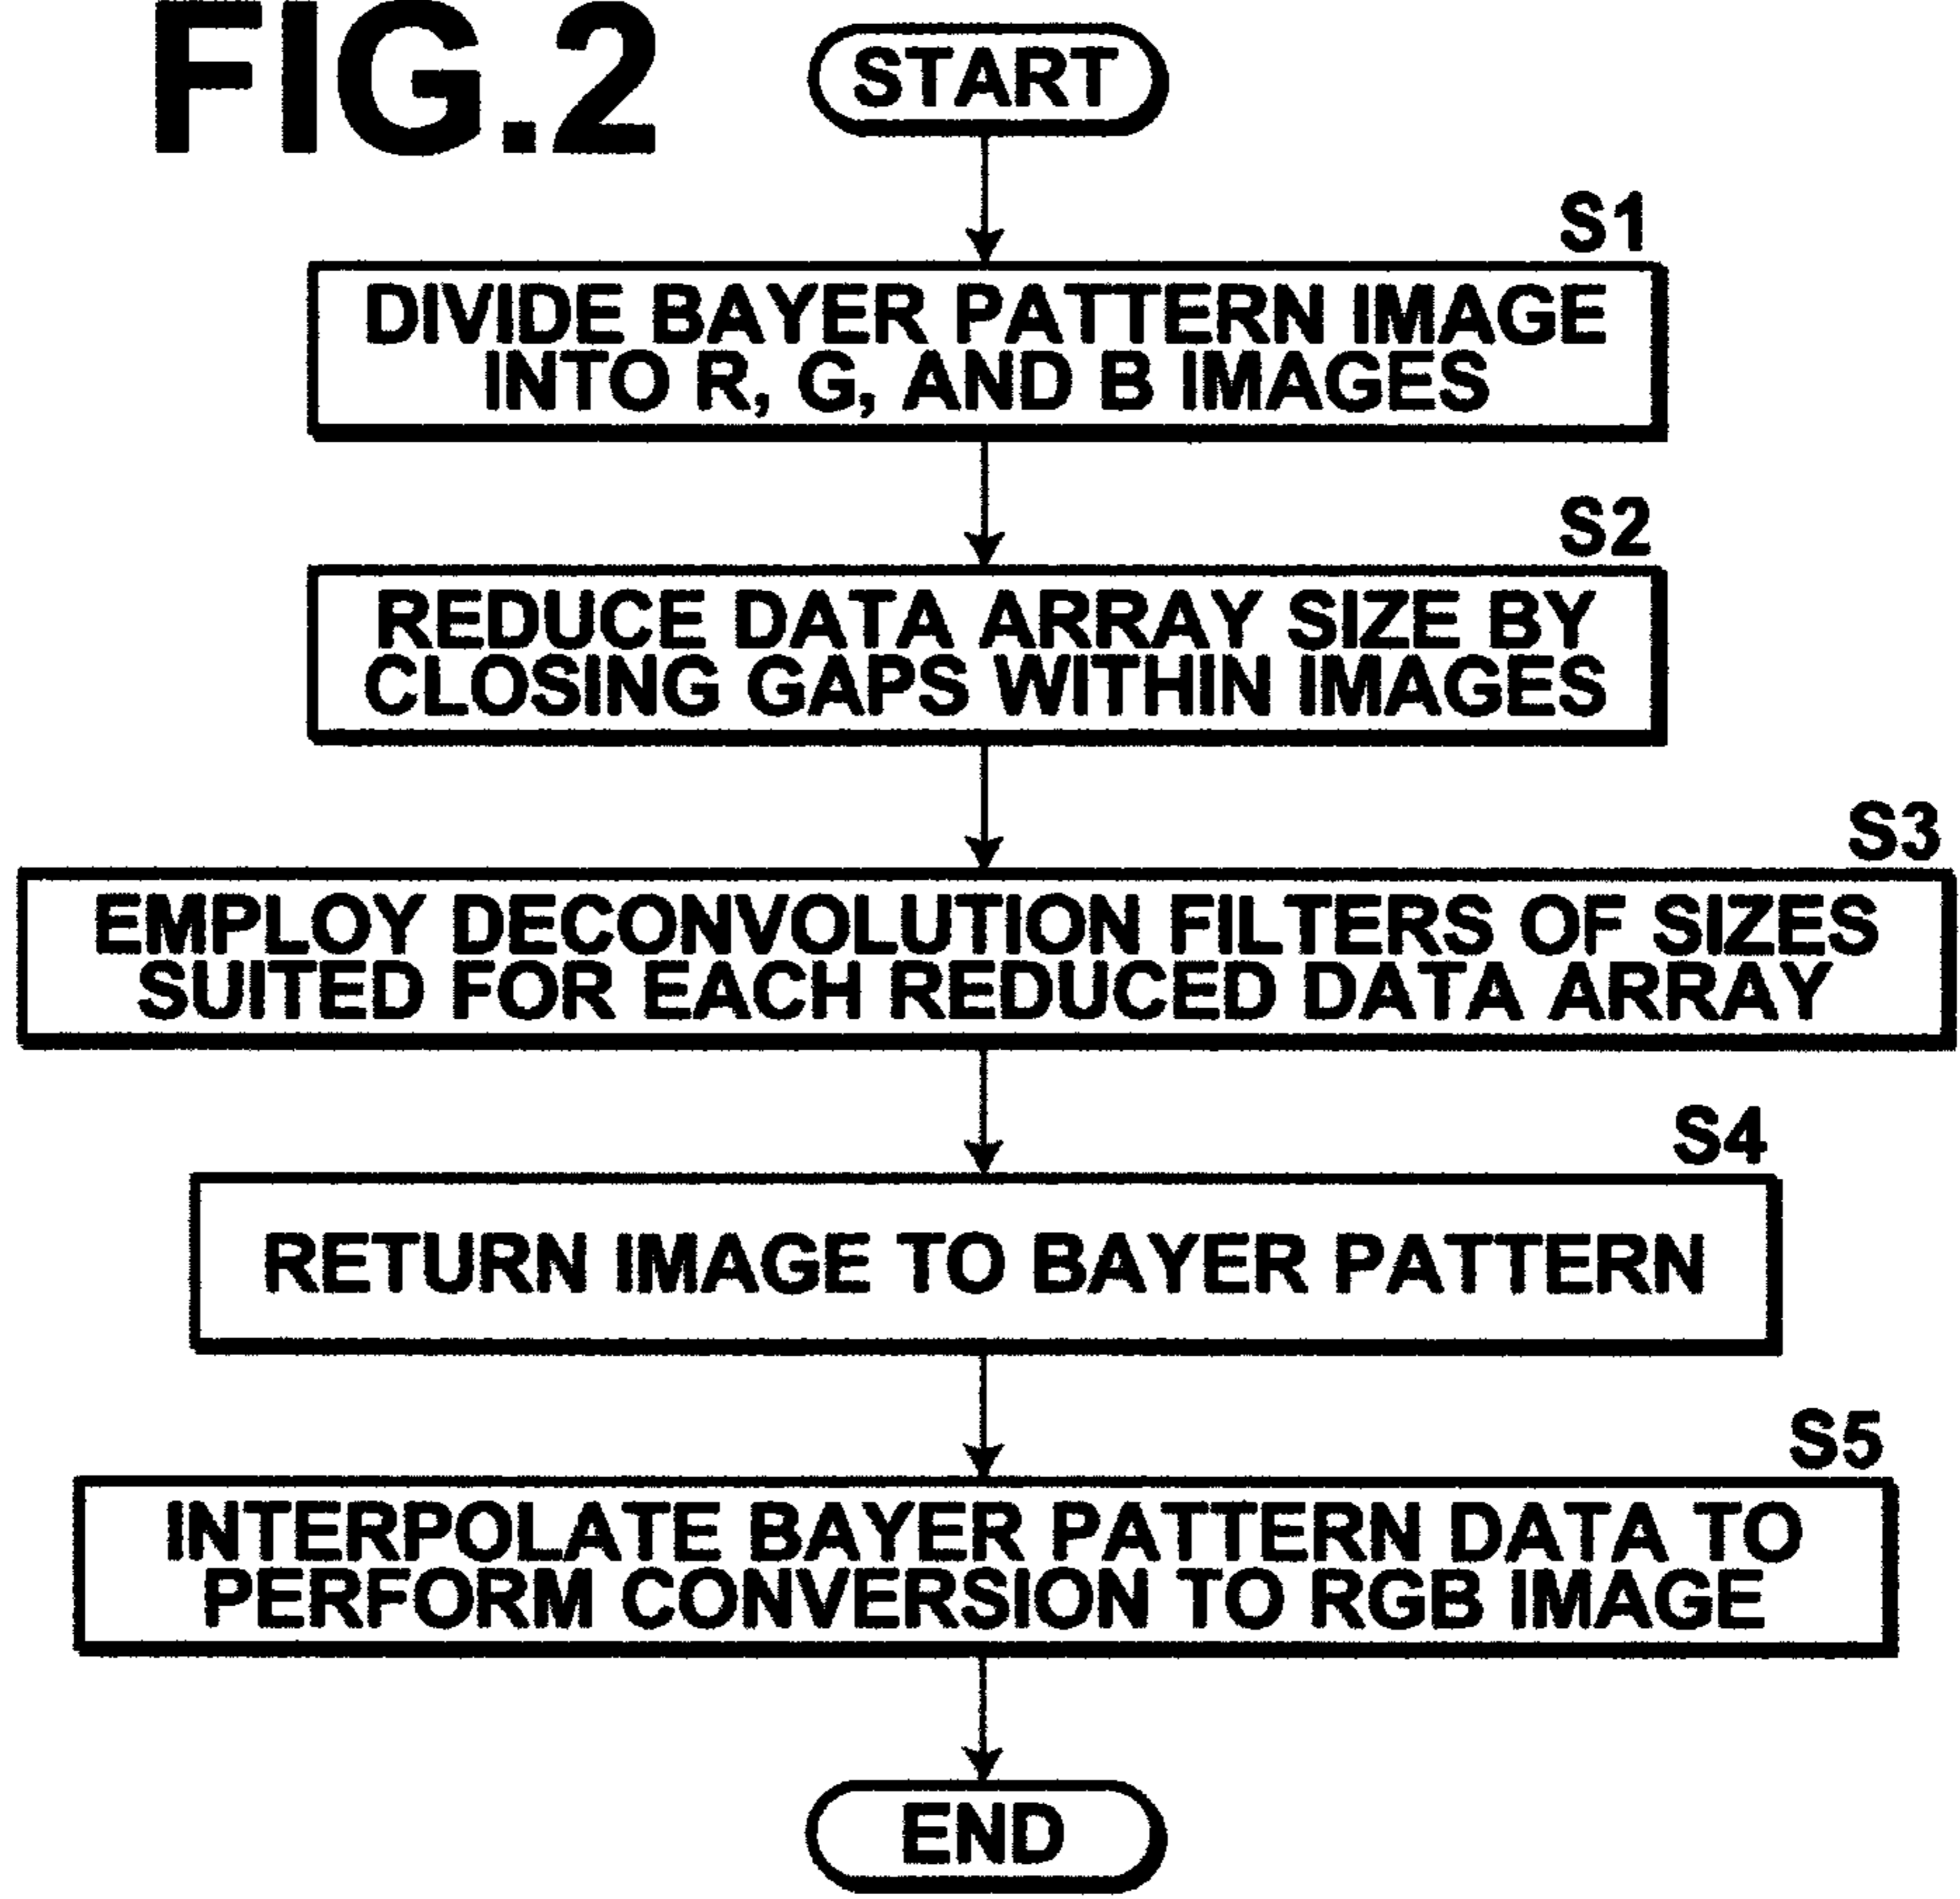 FIG.2
START
S1
DIVIDE BAYER PATTERN IMAGE
INTO R, G, AND B IMAGES
S2
REDUCE DATA ARRAY SIZE BY
CLOSING GAPS WITHIN IMAGES
S3
EMPLOY DECONVOLUTION FILTERS OF SIZES
SUITED FOR EACH REDUCED DATA ARRAY
S4
RETURN IMAGE TO BAYER PATTERN
S5
INTERPOLATE BAYER PATTERN DATA TO
PERFORM CONVERSION TO RGB IMAGE
END